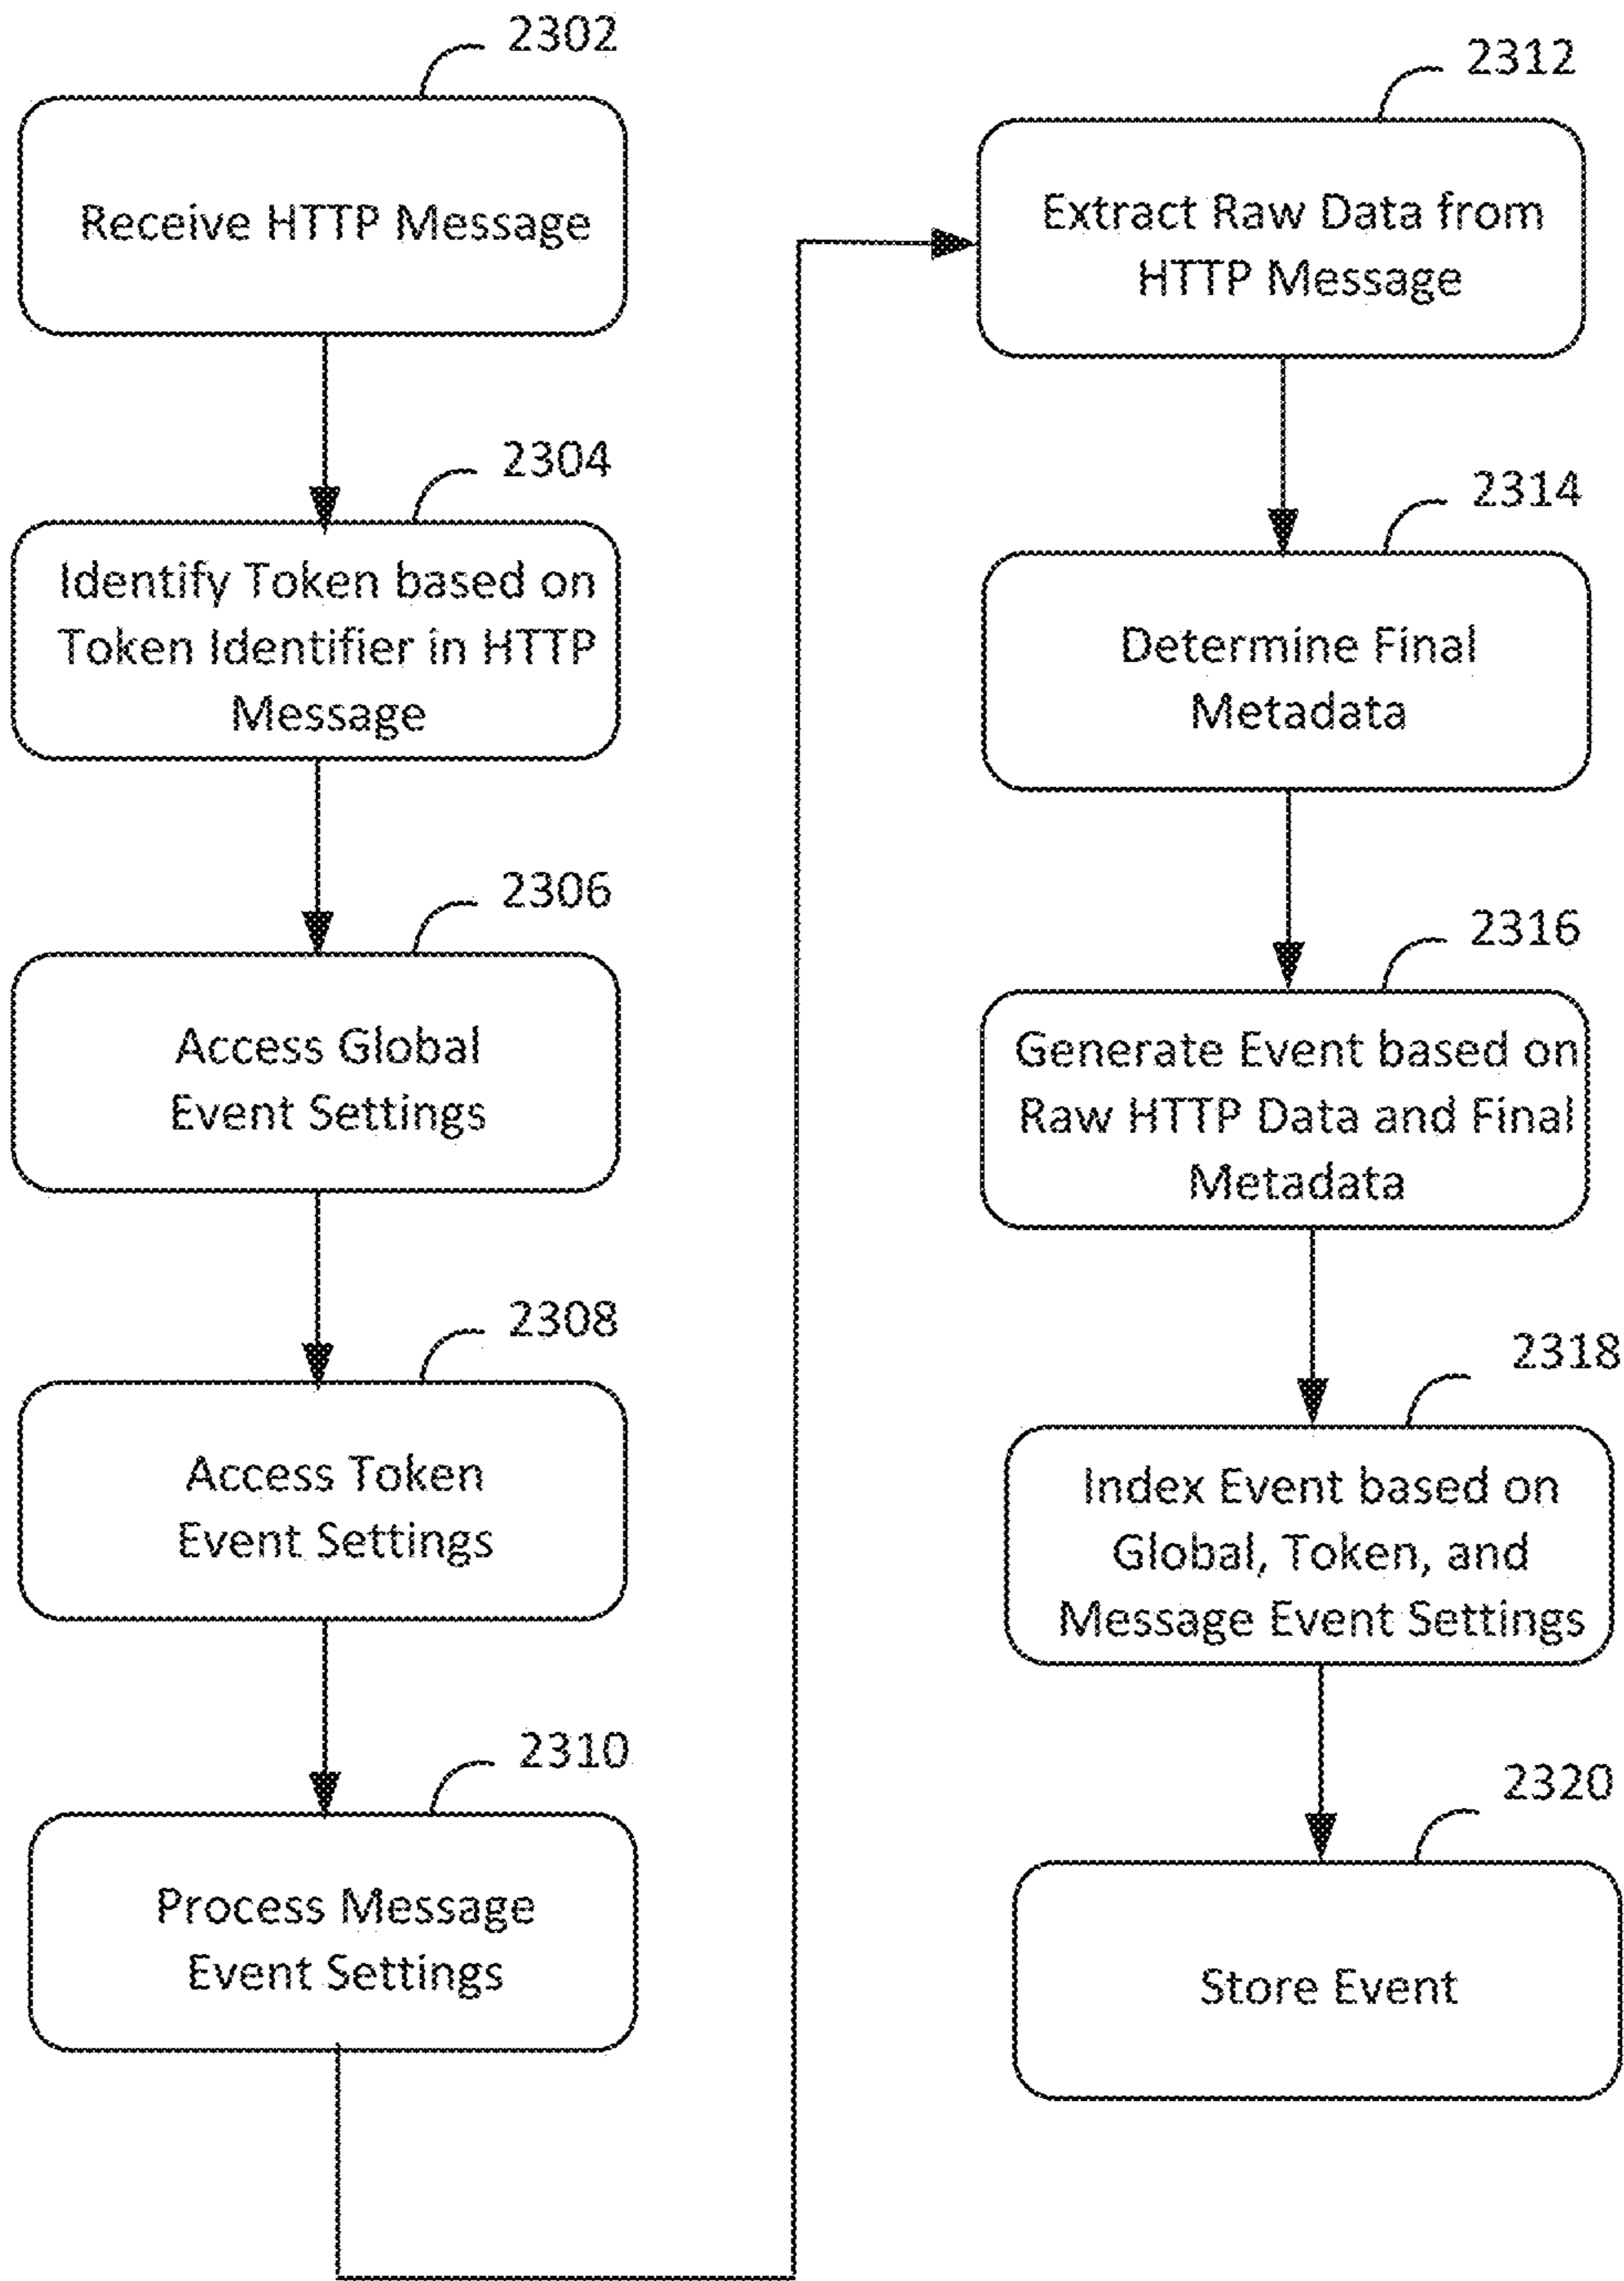 2302
Receive HTTP Message
2304
Identify Token based on
Token Identifier in HTTP
Message
2306
Access Global
Event Settings
2308
Access Token
Event Settings
2310
Process Message
Event Settings
2312
Extract Raw Data from
HTTP Message
2314
Determine Final
Metadata
2316
Generate Event based on
Raw HTTP Data and Final
Metadata
2318
Index Event based on
Global, Token, and
Message Event Settings
2320
Store Event